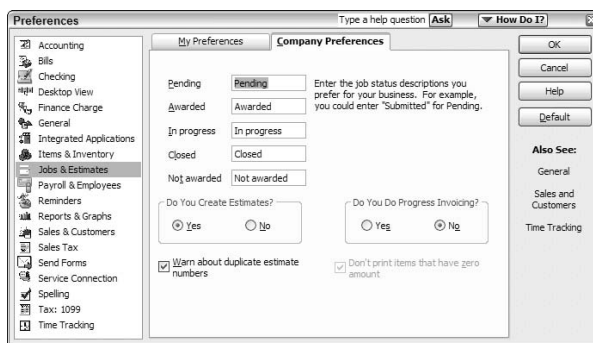 Preferences
Type a help question Ask
How Do I?
Accounting
Bills
Checking
Desktop View
Finance Charge
General
Integrated Applications
Items & Inventory
Jobs & Estimates
Payroll & Employees
Reminders
Reports & Graphs
Sales & Customers
Sales Tax
Send Forms
Service Connection
Spelling
Tax: 1099
Time Tracking
My Preferences
Company Preferences
Pending Pending
Awarded Awarded
In progress In progress
Closed Closed
Not awarded Not awarded
Enter the job status descriptions you
prefer for your business. For example,
you could enter "Submitted" for Pending.
Do You Create Estimates?
Yes No
Do You Do Progress Invoicing?
Yes No
Warn about duplicate estimate
numbers
Don't print items that have zero
amount
OK
Cancel
Help
Default
Also See:
General
Sales and
Customers
Time Tracking